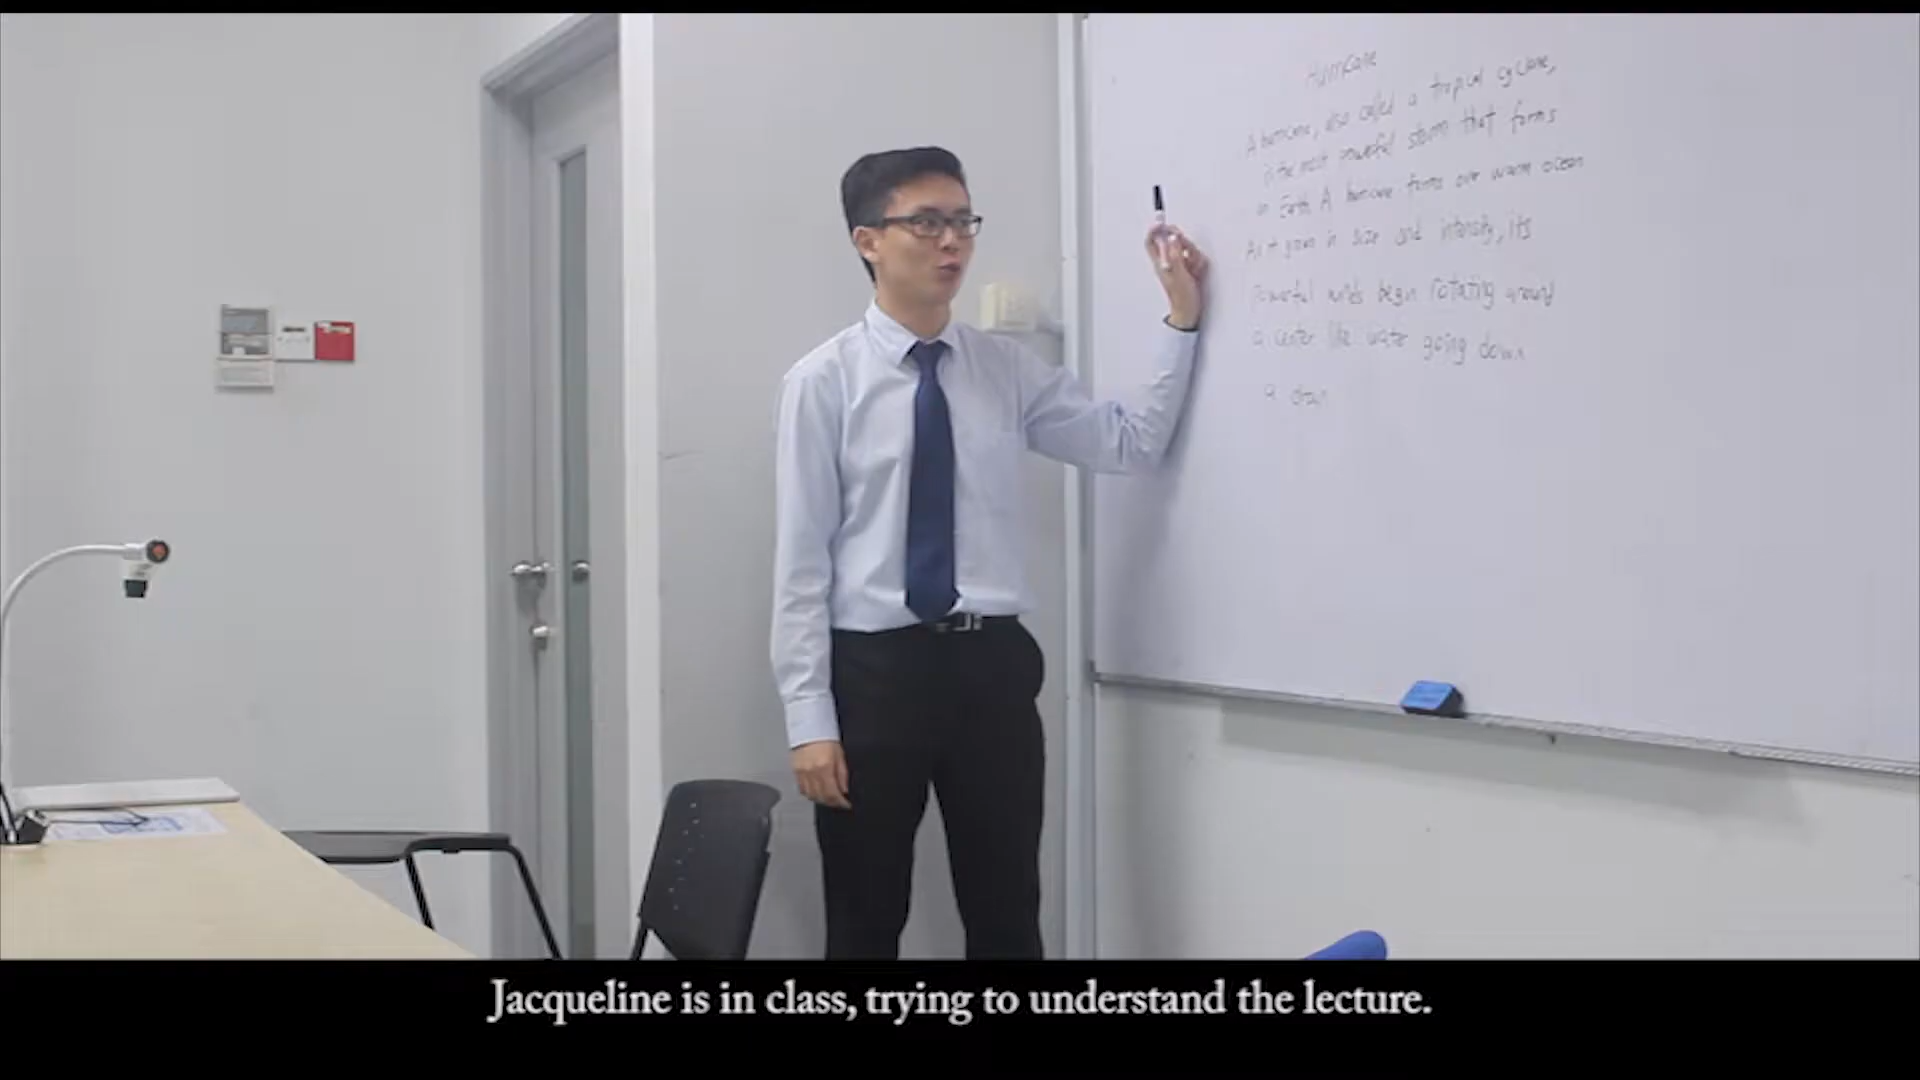 Hurricane
A hurricane, also called a tropical cyclone,
is the most powerful storm that forms
on Earth A hurricane forms over warm ocean
As it grows in size and intensity, its
powerful winds begin rotating around
a center like water going down
a drain
Jacqueline is in class, trying to understand the lecture.